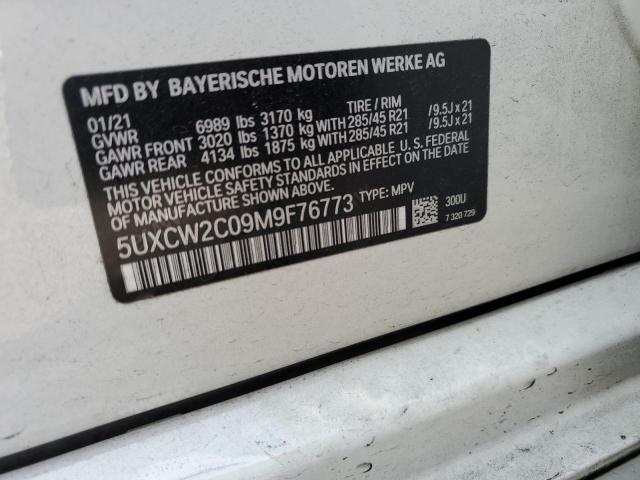 MFD BY BAYERISCHE MOTOREN WERKE AG
01/21 TIRE / RIM
GVWR 6989 lbs 3170 kg
GAWR FRONT 3020 lbs 1370 kg WITH 285/45 R21 /9.5J x 21
GAWR REAR 4134 lbs 1875 kg WITH 285/45 R21 /9.5J x 21
THIS VEHICLE CONFORMS TO ALL APPLICABLE U. S. FEDERAL
MOTOR VEHICLE SAFETY STANDARDS IN EFFECT ON THE DATE
OF MANUFACTURE SHOWN ABOVE.
5UXCW2C09M9F76773 TYPE: MPV
300U
7 320 729